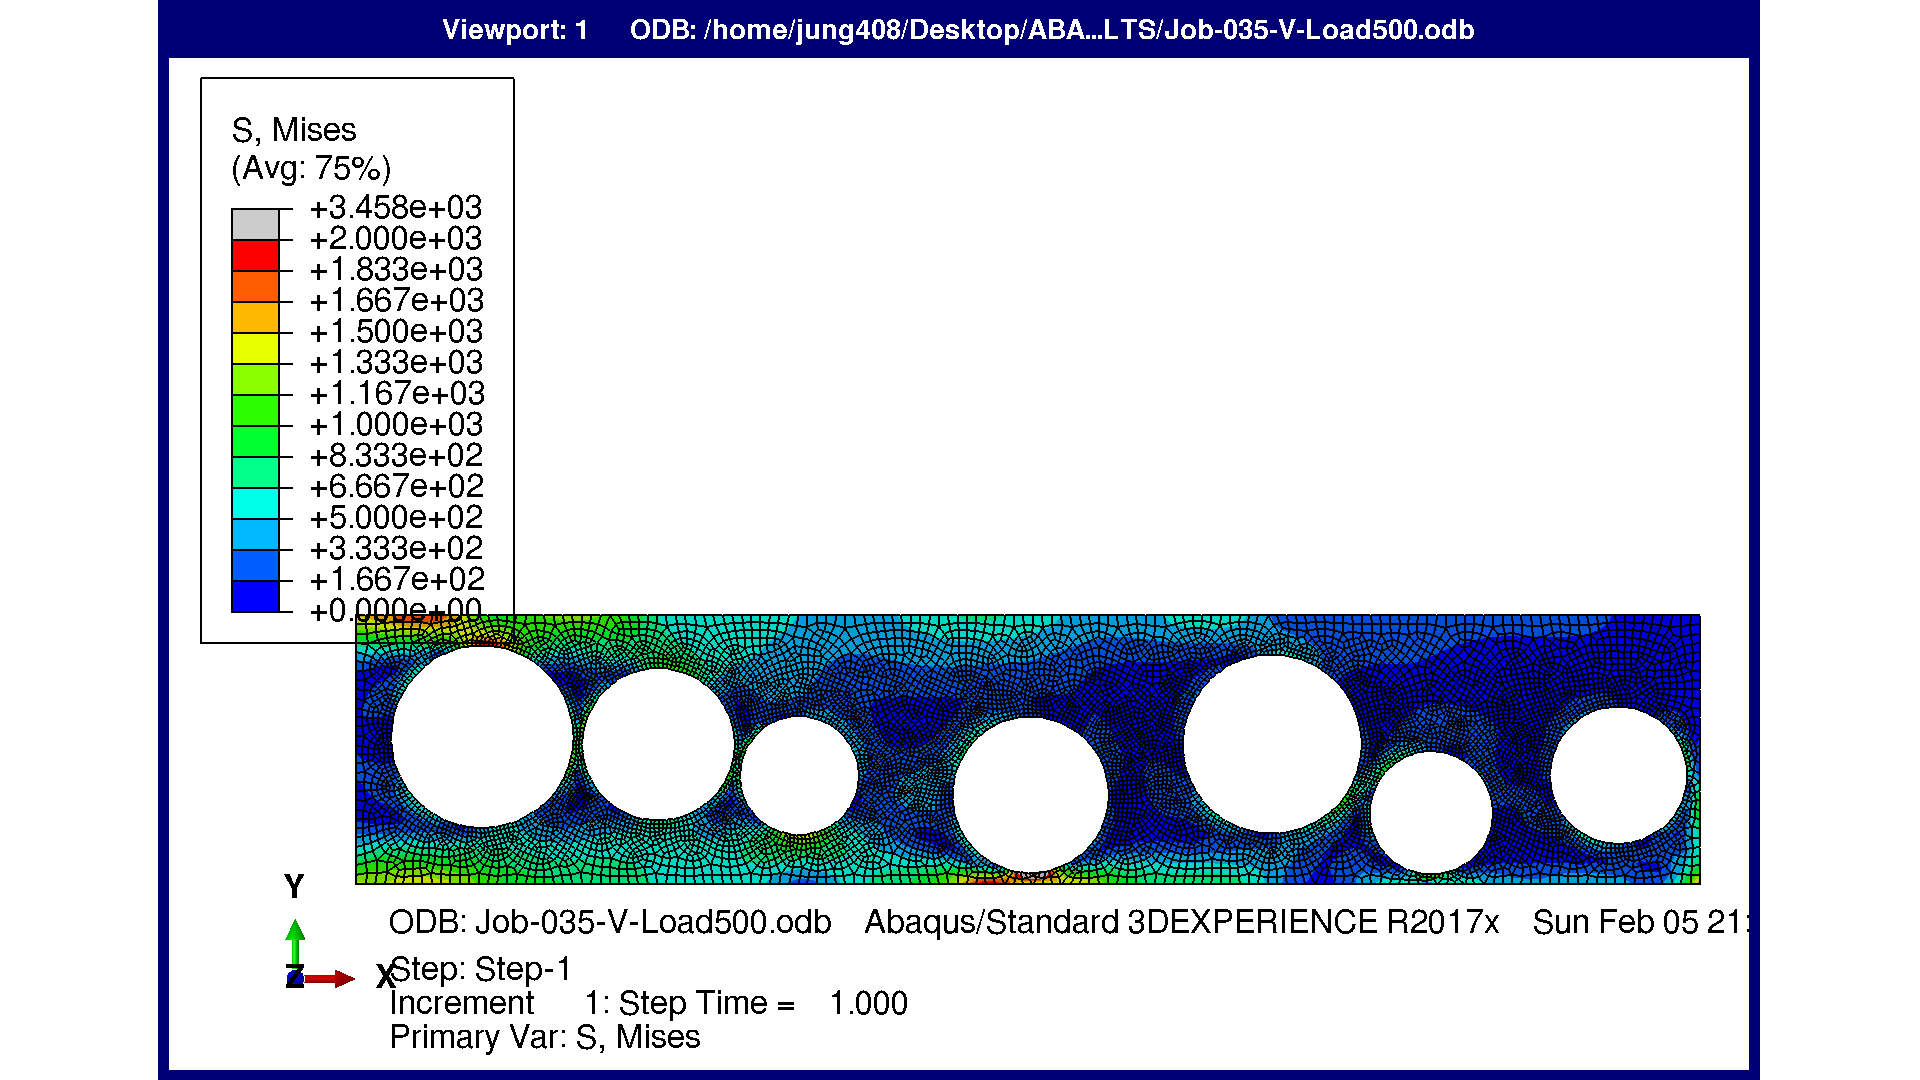 Viewport: 1 ODB: /home/jung408/Desktop/ABA...LTS/Job-035-V-Load500.odb
S, Mises
(Avg: 75%)
+3.458e+03
+2.000e+03
+1.833e+03
+1.667e+03
+1.500e+03
+1.333e+03
+1.167e+03
+1.000e+03
+8.333e+02
+6.667e+02
+5.000e+02
+3.333e+02
+1.667e+02
+0.000e+00
Y
Z
X
ODB: Job-035-V-Load500.odb Abaqus/Standard 3DEXPERIENCE R2017x Sun Feb 05 21:
Step: Step-1
Increment 1: Step Time = 1.000
Primary Var: S, Mises